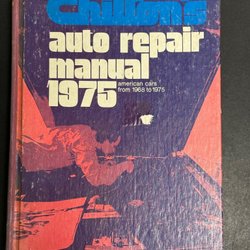 Chilton's
auto repair
manual
1975
american cars
from 1968 to 1975